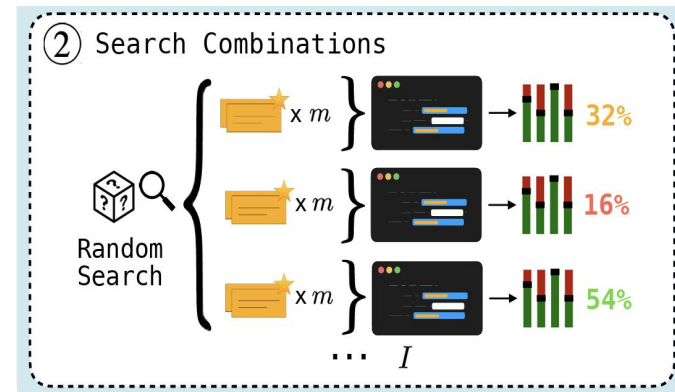 ② Search Combinations
x m
32%
? ? ?
x m
16%
Random
Search
x m
54%
... I